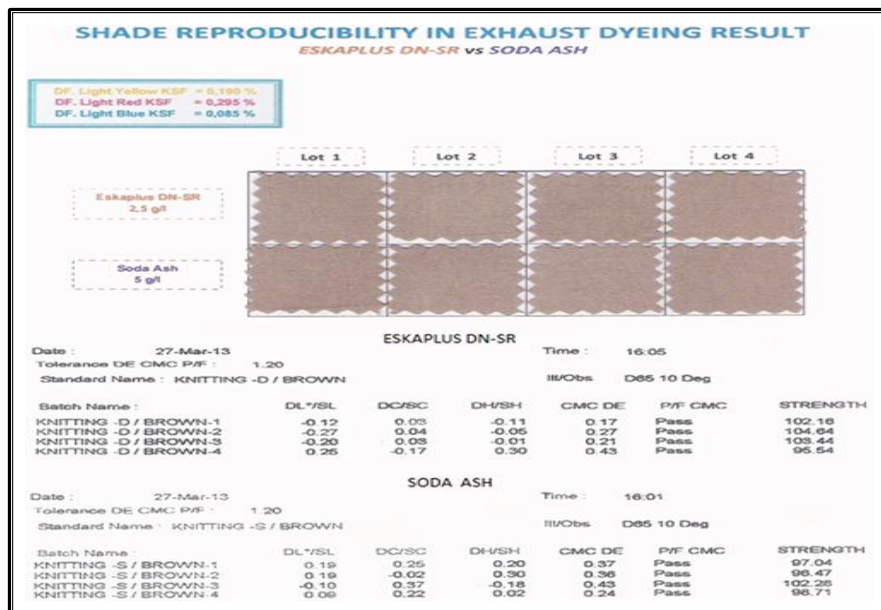 SHADE REPRODUCIBILITY IN EXHAUST DYEING RESULT
ESKAPLUS DN-SR vs SODA ASH
DF. Light Yellow KSF = 0,190 %
DF. Light Red KSF = 0,295 %
DF. Light Blue KSF = 0,085 %
Lot 1 Lot 2 Lot 3 Lot 4
Eskaplus DN-SR
2,5 g/l
Soda Ash
5 g/l
ESKAPLUS DN-SR
Date : 27-Mar-13 Time : 16:05
Tolerance DE CMC P/F : 1.20
Standard Name : KNITTING -D / BROWN Ill/Obs D65 10 Deg
Batch Name : DL*/SL DC/SC DH/SH CMC DE P/F CMC STRENGTH
KNITTING -D / BROWN-1 -0.12 0.03 -0.11 0.17 Pass 102.16
KNITTING -D / BROWN-2 -0.27 0.04 -0.05 0.27 Pass 104.64
KNITTING -D / BROWN-3 -0.20 0.03 -0.01 0.21 Pass 103.44
KNITTING -D / BROWN-4 0.25 -0.17 0.30 0.43 Pass 95.54
SODA ASH
Date : 27-Mar-13 Time : 16:01
Tolerance DE CMC P/F : 1.20
Standard Name : KNITTING -S / BROWN Ill/Obs D65 10 Deg
Batch Name : DL*/SL DC/SC DH/SH CMC DE P/F CMC STRENGTH
KNITTING -S / BROWN-1 0.19 0.25 0.20 0.37 Pass 97.04
KNITTING -S / BROWN-2 0.19 -0.02 0.30 0.36 Pass 96.47
KNITTING -S / BROWN-3 -0.10 0.37 -0.18 0.43 Pass 102.28
KNITTING -S / BROWN-4 0.09 0.22 0.02 0.24 Pass 98.71